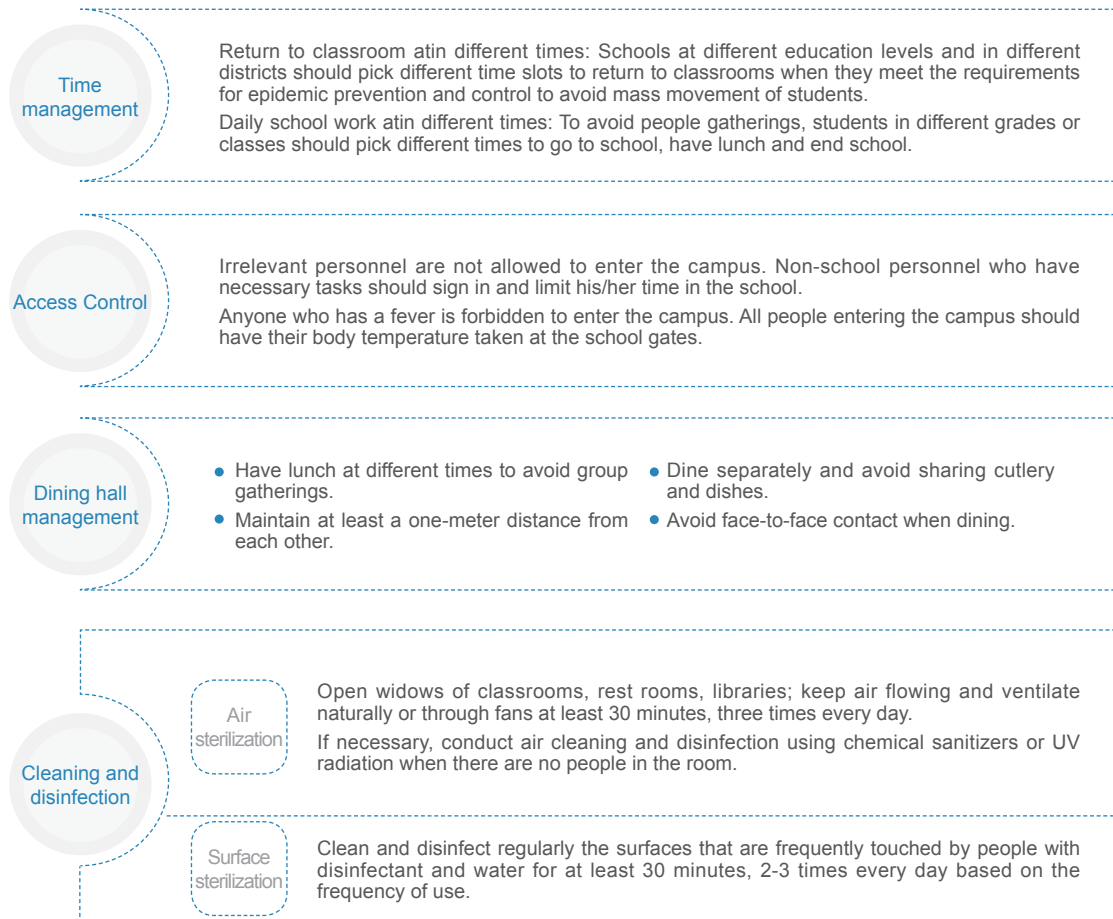 Time
management
Return to classroom atin different times: Schools at different education levels and in different
districts should pick different time slots to return to classrooms when they meet the requirements
for epidemic prevention and control to avoid mass movement of students.
Daily school work atin different times: To avoid people gatherings, students in different grades or
classes should pick different times to go to school, have lunch and end school.
Access Control
Irrelevant personnel are not allowed to enter the campus. Non-school personnel who have
necessary tasks should sign in and limit his/her time in the school.
Anyone who has a fever is forbidden to enter the campus. All people entering the campus should
have their body temperature taken at the school gates.
Dining hall
management
Have lunch at different times to avoid group
gatherings.
Maintain at least a one-meter distance from
each other.
Dine separately and avoid sharing cutlery
and dishes.
Avoid face-to-face contact when dining.
Cleaning and
disinfection
Air
sterilization
Open widows of classrooms, rest rooms, libraries; keep air flowing and ventilate
naturally or through fans at least 30 minutes, three times every day.
If necessary, conduct air cleaning and disinfection using chemical sanitizers or UV
radiation when there are no people in the room.
Surface
sterilization
Clean and disinfect regularly the surfaces that are frequently touched by people with
disinfectant and water for at least 30 minutes, 2-3 times every day based on the
frequency of use.